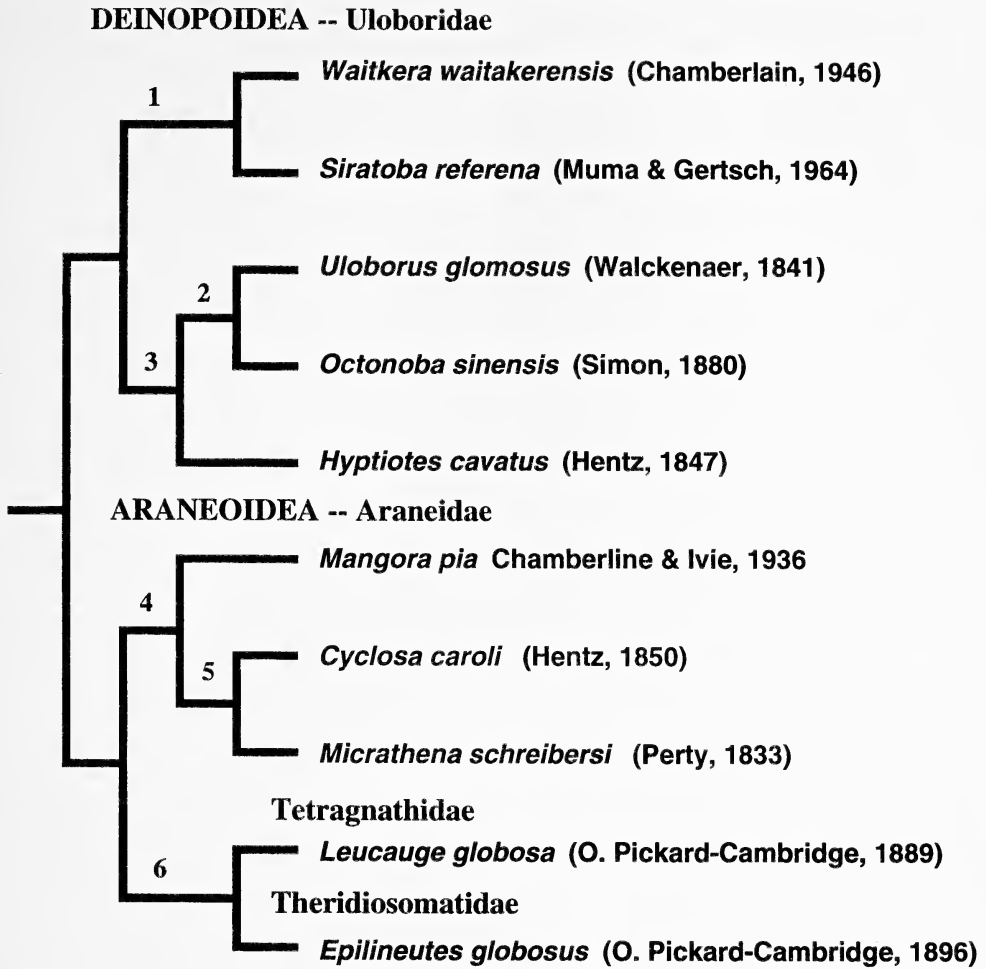 DEINOPOIDEA -- Uloboridae
Waitkera waitakerensis (Chamberlain, 1946)
1
Siratoba referena (Muma & Gertsch, 1964)
Uloborus glomosus (Walckenaer, 1841)
2
3
Octonoba sinensis (Simon, 1880)
Hyptiotes cavatus (Hentz, 1847)
ARANEOIDEA -- Araneidae
Mangora pia Chamberline & Ivie, 1936
4
Cyclosa caroli (Hentz, 1850)
5
Micrathena schreibersi (Perty, 1833)
Tetragnathidae
Leucauge globosa (O. Pickard-Cambridge, 1889)
6
Theridiosomatidae
Epilineutes globosus (O. Pickard-Cambridge, 1896)